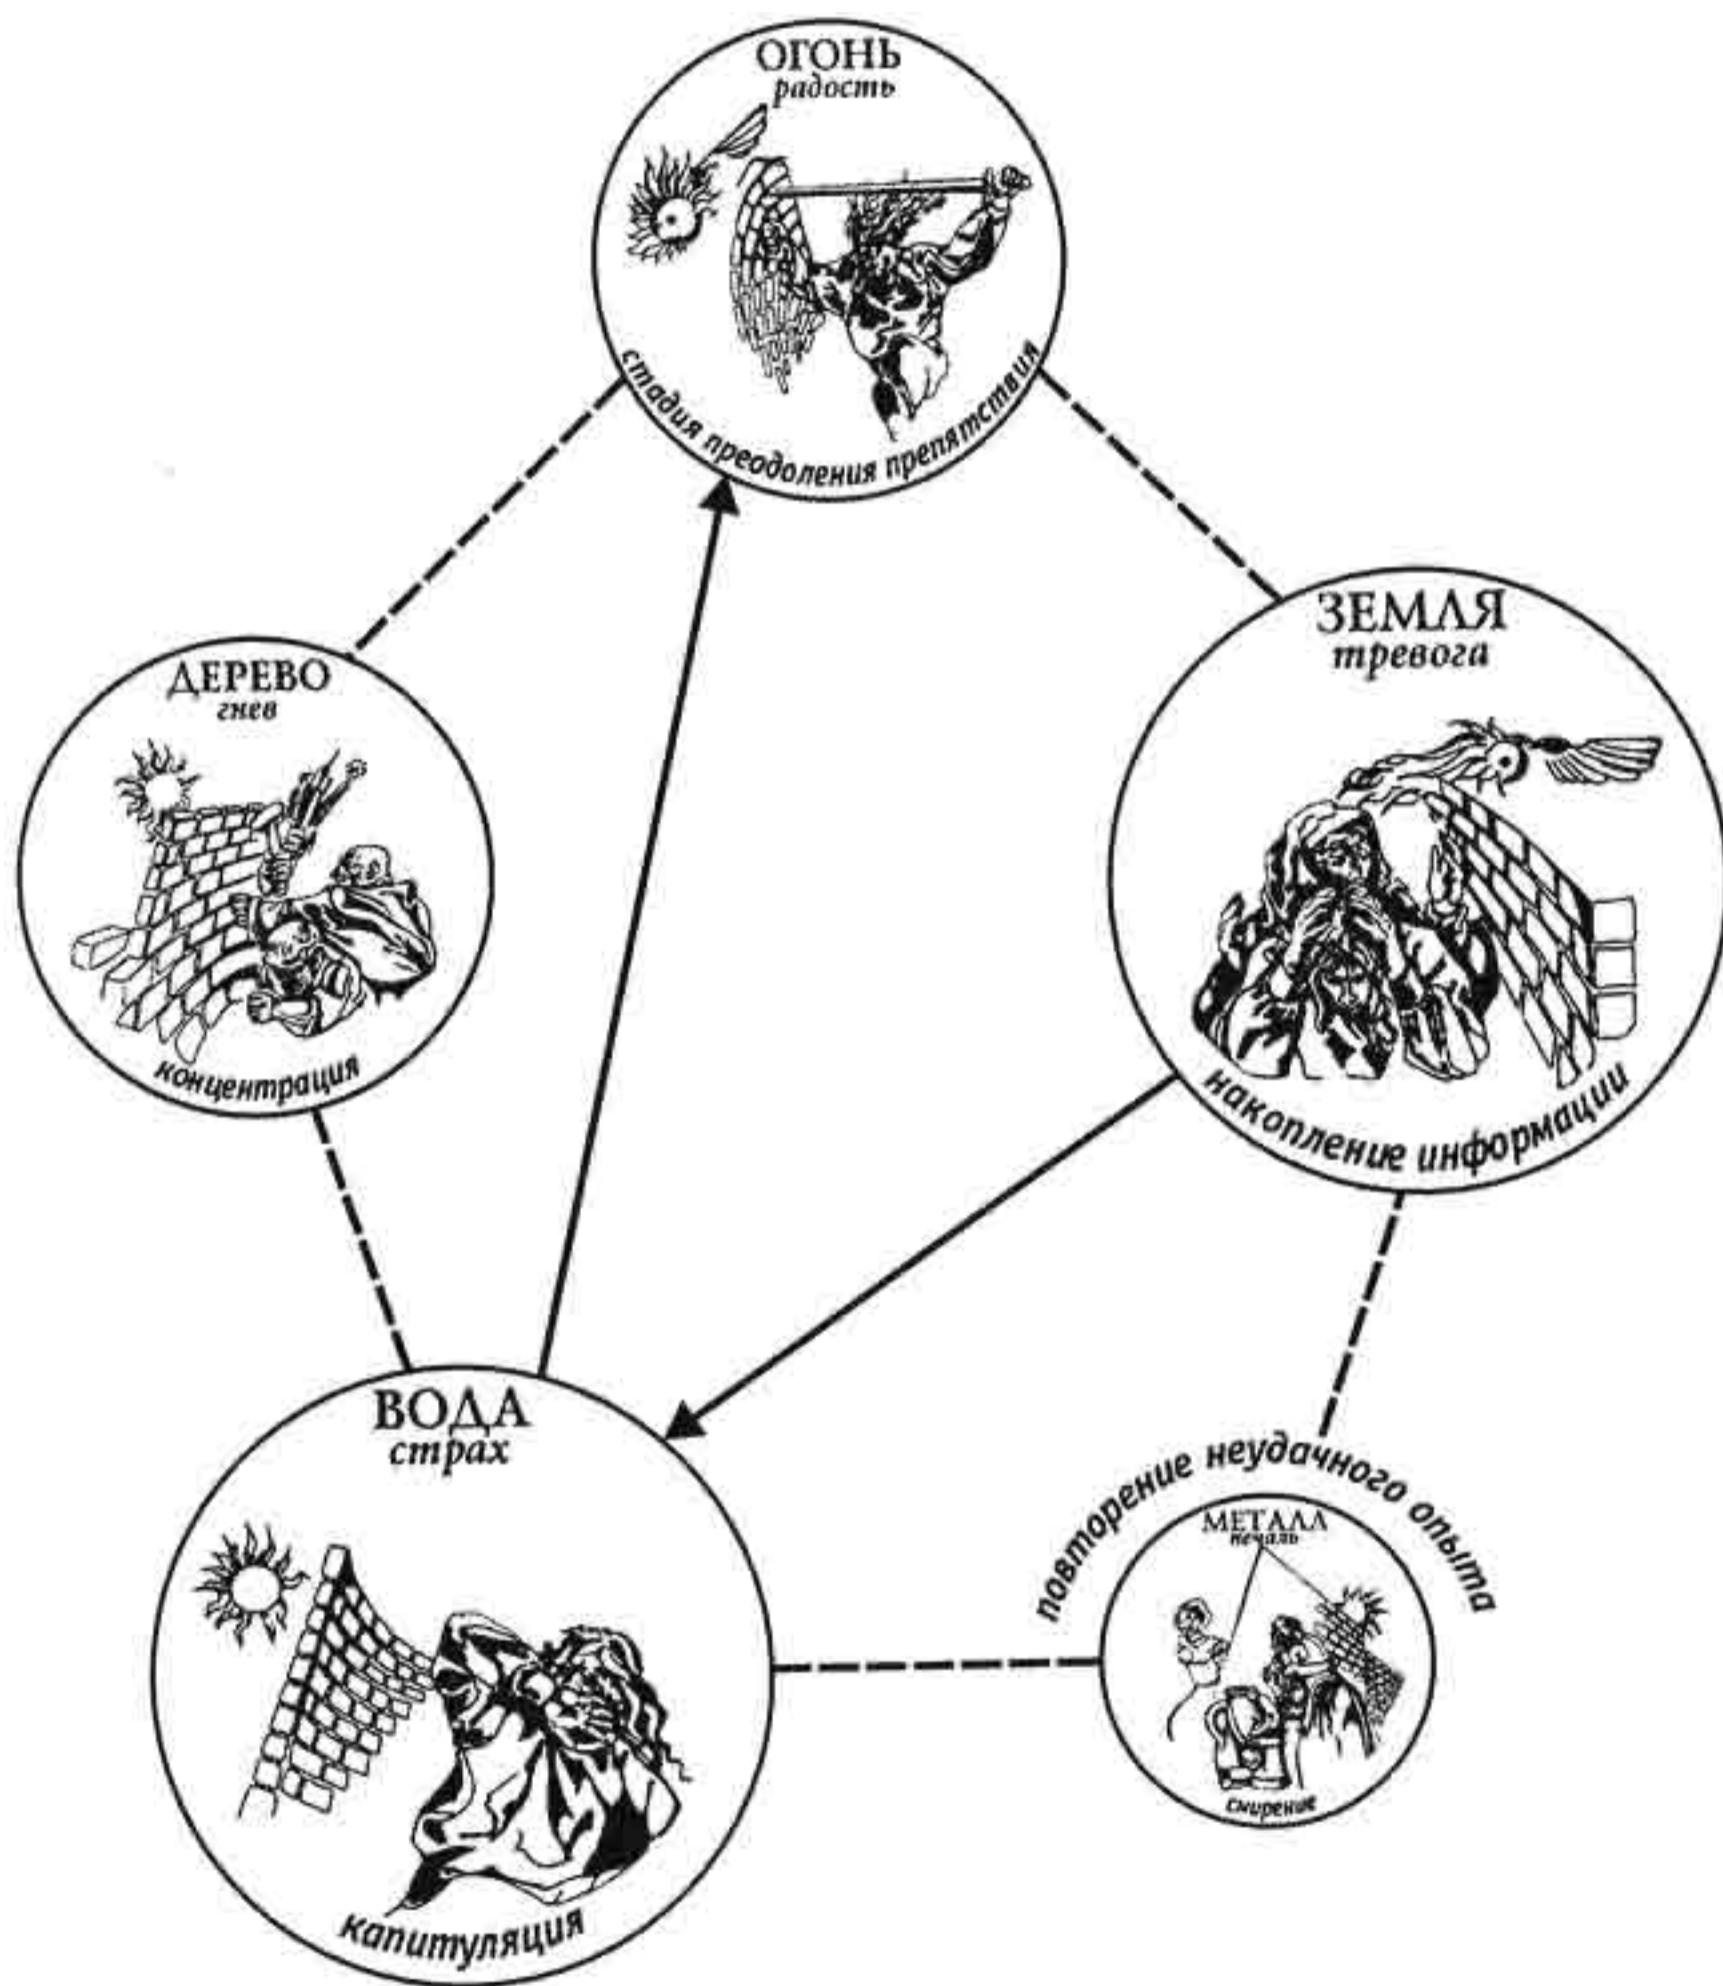 ОГОНЬ
радость
стадия преодоления препятствия
ЗЕМЛЯ
тревога
накопление информации
ДЕРЕВО
гнев
концентрация
ВОДА
страх
капитуляция
повторение неудачного опыта
МЕТАЛЛ
печаль
смирение